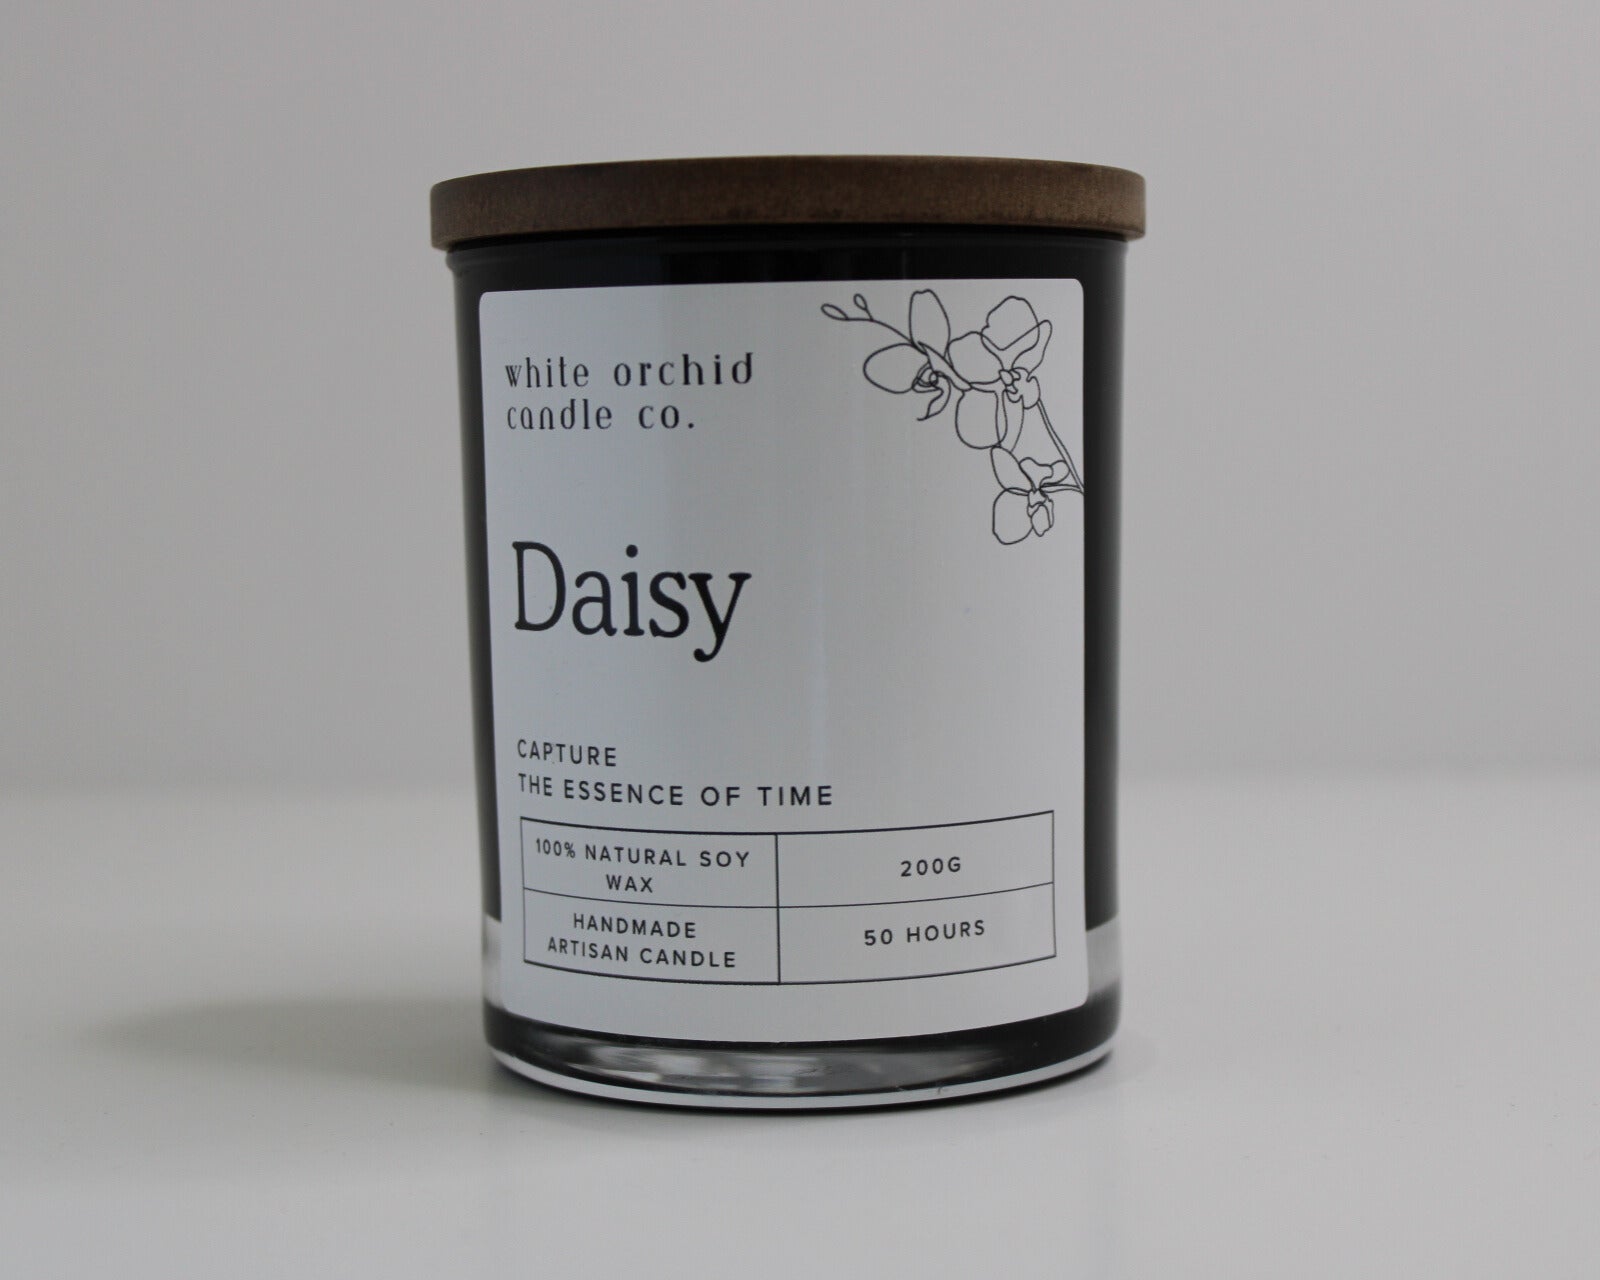 white orchid
candle co.
Daisy
CAPTURE
THE ESSENCE OF TIME
100% NATURAL SOY
WAX
200G
HANDMADE
ARTISAN CANDLE
50 HOURS